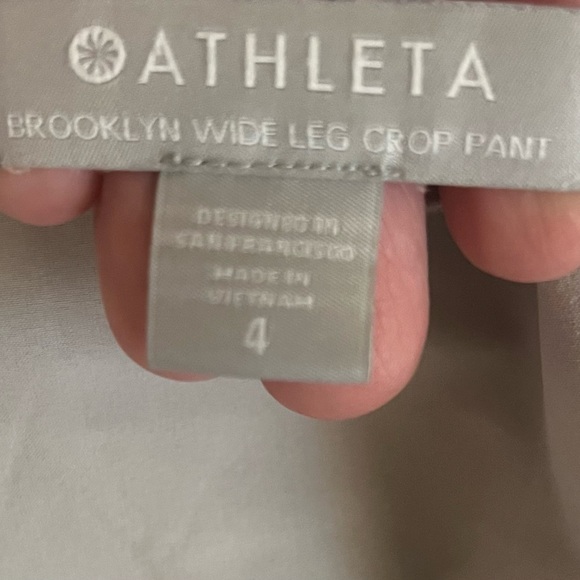 ATHLETA
BROOKLYN WIDE LEG CROP PANT
DESIGNED IN
SAN FRANCISCO
MADE IN
VIETNAM
4